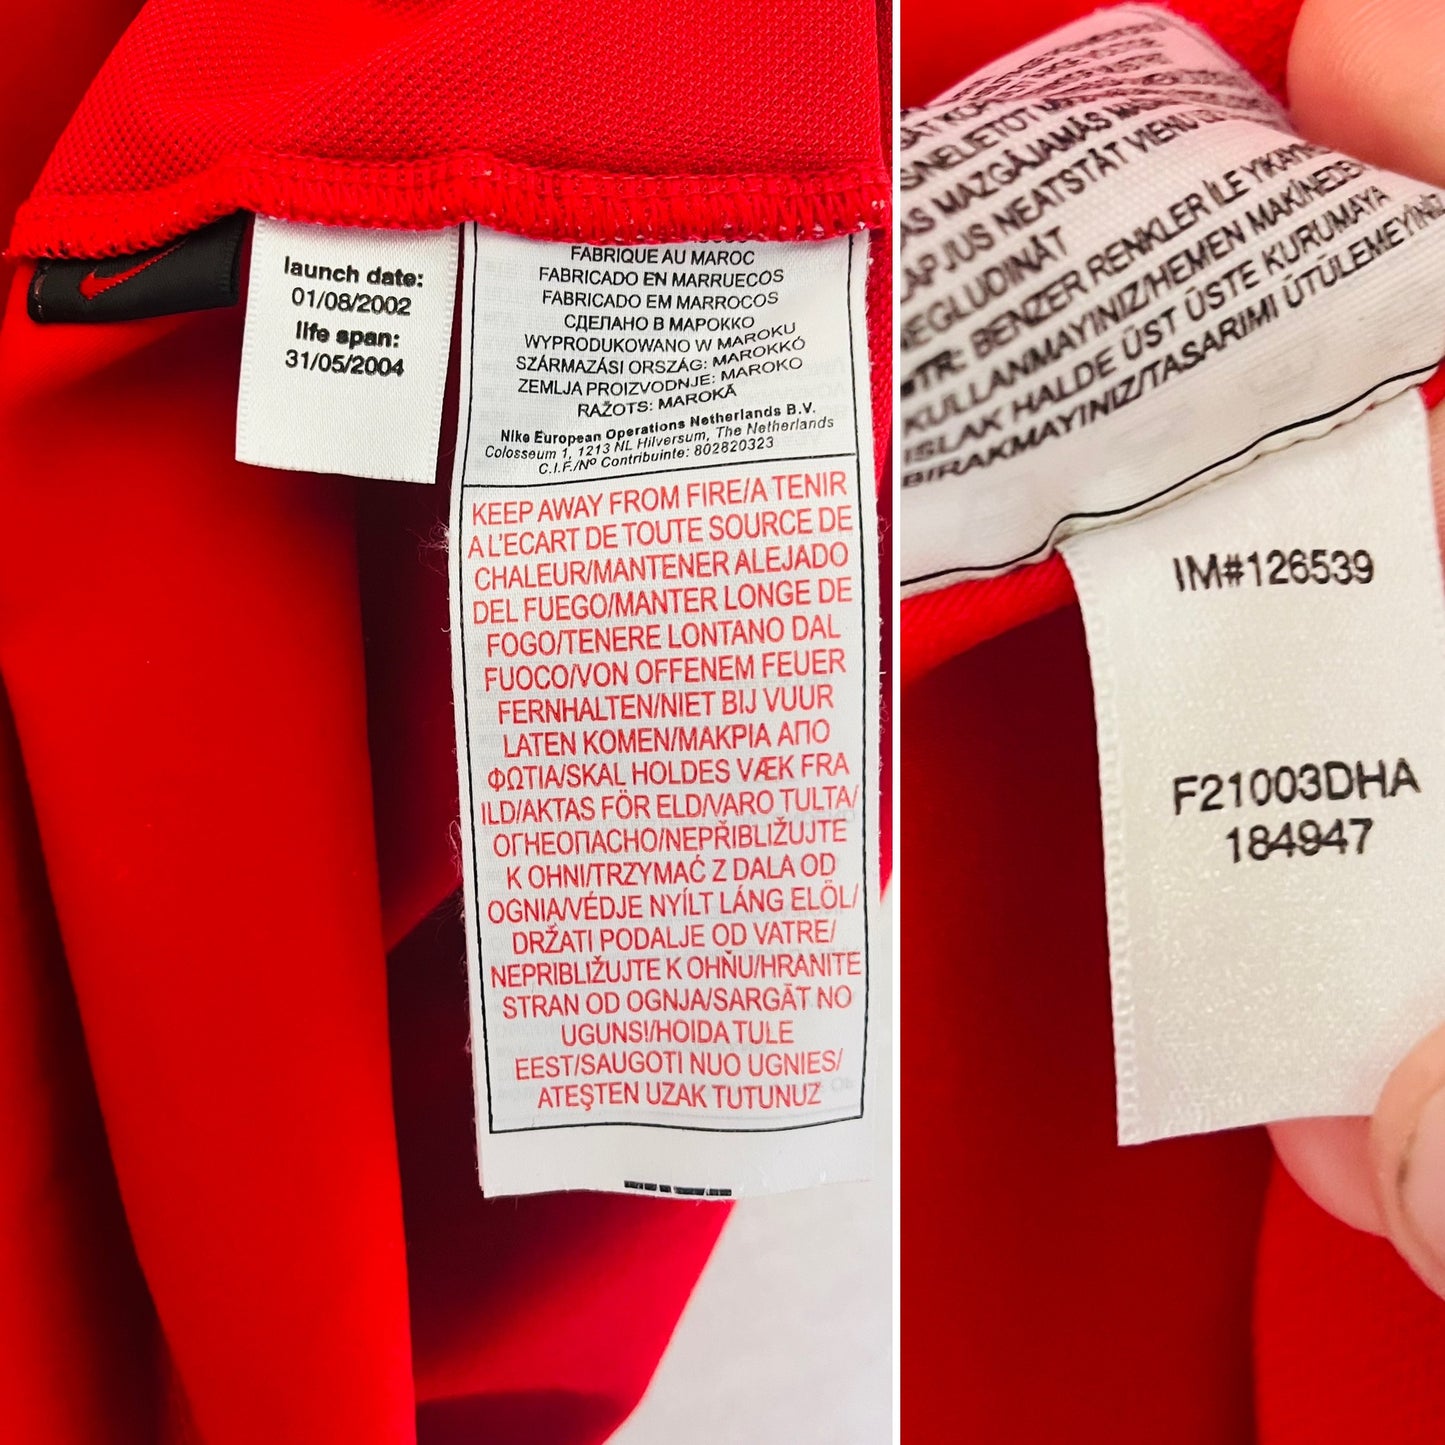 launch date:
01/08/2002
life span:
31/05/2004
FABRIQUE AU MAROC
FABRICADO EN MARRUECOS
FABRICADO EM MARROCOS
СДЕЛАНО В МАРОККО
WYPRODUKOWANO W MAROKU
SZÁRMAZÁSI ORSZÁG: MAROKKÓ
ZEMLJA PROIZVODNJE: MAROKO
RAŽOTS: MAROKĀ
Nike European Operations Netherlands B.V.
Colosseum 1, 1213 NL Hilversum, The Netherlands
C.I.F./Nº Contribuinte: 802820323
KEEP AWAY FROM FIRE/A TENIR
A L'ECART DE TOUTE SOURCE DE
CHALEUR/MANTENER ALEJADO
DEL FUEGO/MANTER LONGE DE
FOGO/TENERE LONTANO DAL
FUOCO/VON OFFENEM FEUER
FERNHALTEN/NIET BIJ VUUR
LATEN KOMEN/ΜΑΚΡΙΑ ΑΠΟ
ΦΩΤΙΑ/SKAL HOLDES VÆK FRA
ILD/AKTAS FÖR ELD/VARO TULTA/
ОГНЕОПАСНО/NEPŘIBLIŽUJTE
K OHNI/TRZYMAĆ Z DALA OD
OGNIA/VÉDJE NYÍLT LÁNG ELÖL/
DRŽATI PODALJE OD VATRE/
NEPRIBLIŽUJTE K OHŇU/HRANITE
STRAN OD OGNJA/SARGĀT NO
UGUNS!/HOIDA TULE
EEST/SAUGOTI NUO UGNIES/
ATEŞTEN UZAK TUTUNUZ
MAZGĀJAMĀS
LAPJUS NEATSTĀT VIENU
NEGLUDINĀT
TR: BENZER RENKLER İLE YIKAYINIZ
KULLANMAYINIZ/HEMEN MAKİNEDEN
ISLAK HALDE ÜST ÜSTE KURUMAYA
BIRAKMAYINIZ/TASARIMI ÜTÜLEMEYİNİZ
IM#126539
F21003DHA
184947